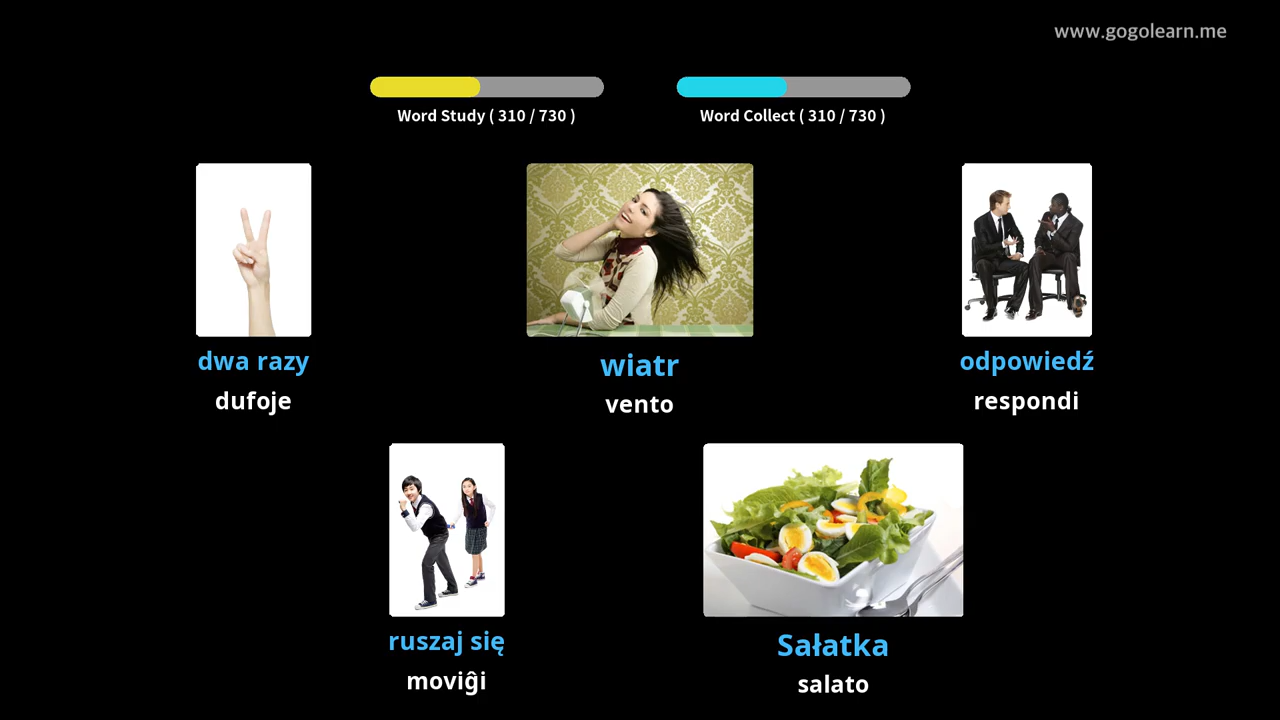 www.gogolearn.me
Word Study ( 310 / 730 )
Word Collect ( 310 / 730 )
dwa razy
dufoje
wiatr
vento
odpowiedź
respondi
ruszaj się
moviĝi
Sałatka
salato